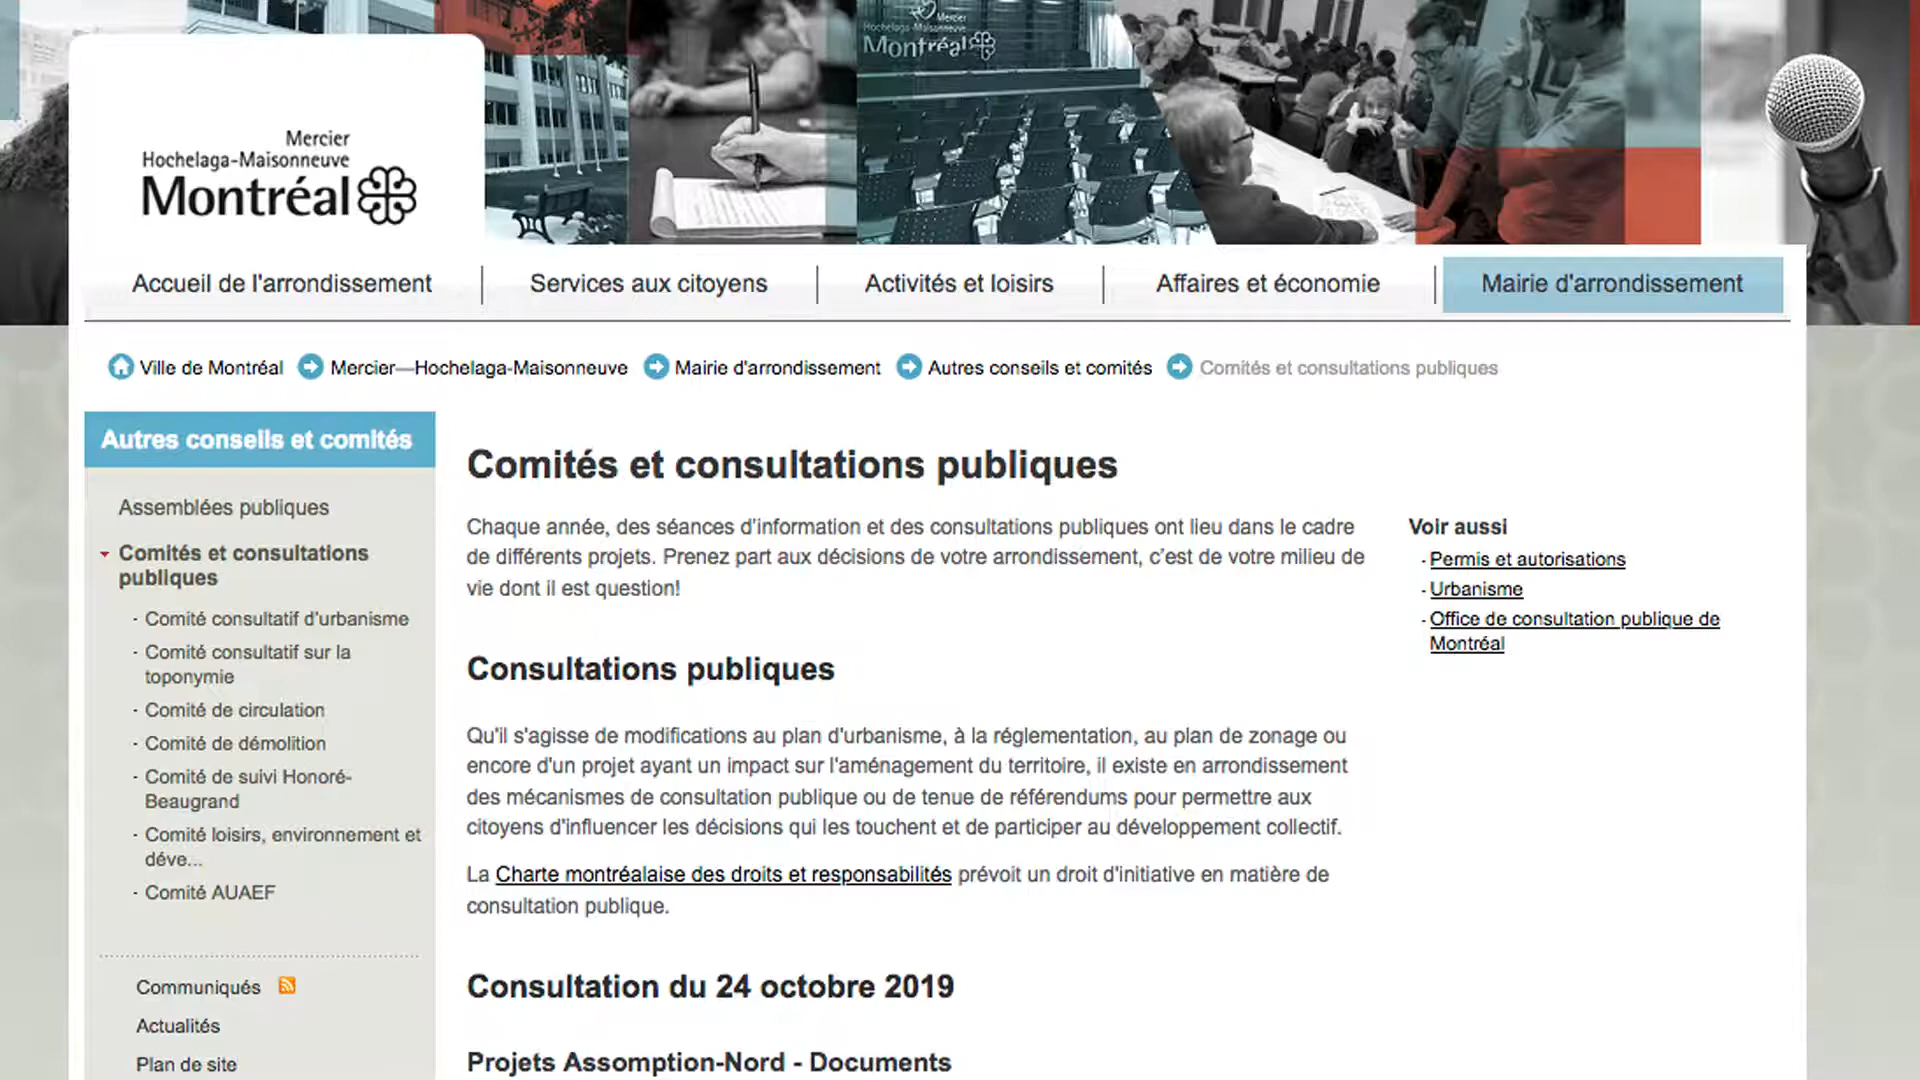 Mercier
Hochelaga-Maisonneuve
Montréal
Mercier
Hochelaga-Maisonneuve
Montréal
Accueil de l'arrondissement
Services aux citoyens
Activités et loisirs
Affaires et économie
Mairie d'arrondissement
Ville de Montréal
Mercier—Hochelaga-Maisonneuve
Mairie d'arrondissement
Autres conseils et comités
Comités et consultations publiques
Autres conseils et comités
Assemblées publiques
Comités et consultations
publiques
· Comité consultatif d'urbanisme
· Comité consultatif sur la
toponymie
· Comité de circulation
· Comité de démolition
· Comité de suivi Honoré-
Beaugrand
· Comité loisirs, environnement et
déve...
· Comité AUAEF
Communiqués
Actualités
Plan de site
Comités et consultations publiques
Chaque année, des séances d'information et des consultations publiques ont lieu dans le cadre
de différents projets. Prenez part aux décisions de votre arrondissement, c'est de votre milieu de
vie dont il est question!
Consultations publiques
Qu'il s'agisse de modifications au plan d'urbanisme, à la réglementation, au plan de zonage ou
encore d'un projet ayant un impact sur l'aménagement du territoire, il existe en arrondissement
des mécanismes de consultation publique ou de tenue de référendums pour permettre aux
citoyens d'influencer les décisions qui les touchent et de participer au développement collectif.
La Charte montréalaise des droits et responsabilités prévoit un droit d'initiative en matière de
consultation publique.
Consultation du 24 octobre 2019
Projets Assomption-Nord - Documents
Voir aussi
- Permis et autorisations
- Urbanisme
- Office de consultation publique de
Montréal